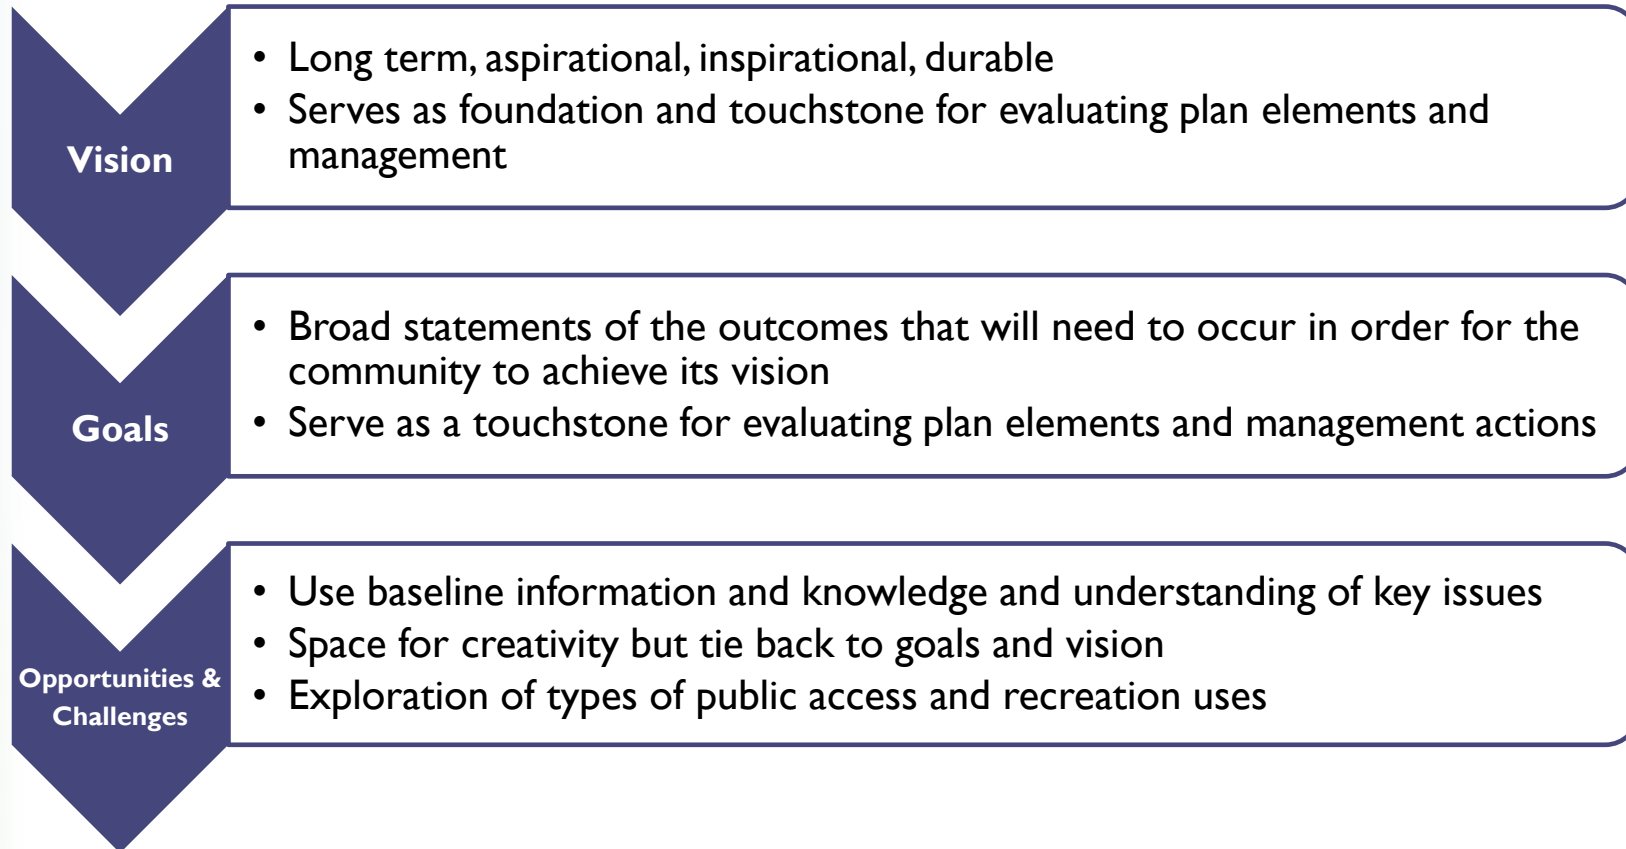 Vision
• Long term, aspirational, inspirational, durable
• Serves as foundation and touchstone for evaluating plan elements and
management
Goals
• Broad statements of the outcomes that will need to occur in order for the
community to achieve its vision
• Serve as a touchstone for evaluating plan elements and management actions
Opportunities &
Challenges
• Use baseline information and knowledge and understanding of key issues
• Space for creativity but tie back to goals and vision
• Exploration of types of public access and recreation uses